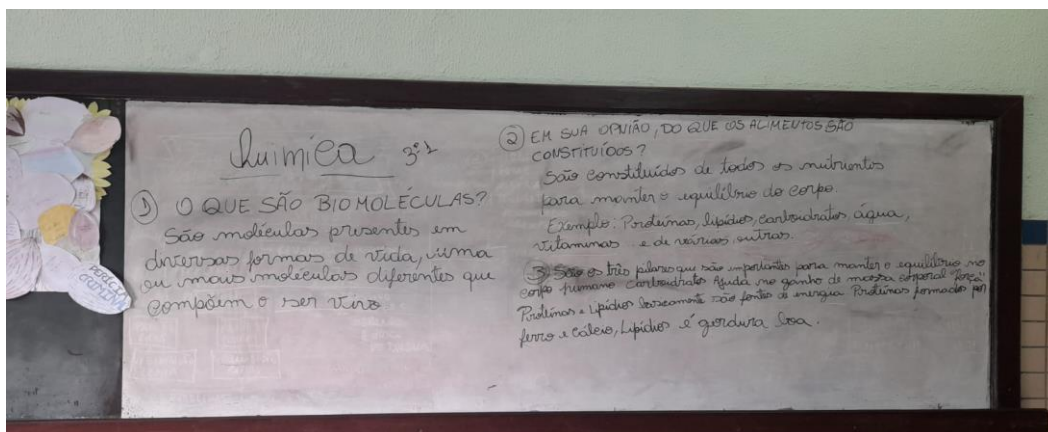 Química 3º 1
① O QUE SÃO BIOMOLÉCULAS?
São moléculas presentes em
diversas formas de vida, uma
ou mais moléculas diferentes que
compõem o ser vivo
② EM SUA OPNIÃO, DO QUE OS ALIMENTOS SÃO
CONSTITUÍDOS?
São constituídos de todos os nutrientes
para manter o equilíbrio do corpo.
Exemplo: Proteínas, lipídios, carboidratos, água,
vitaminas e de várias outras.
3) São os três pilares que são importantes para manter o equilíbrio no
corpo humano Carboidratos Ajuda no ganho de massa corporal "força"
Proteínas e Lipídios basicamente são fontes de energia Proteínas formados por
ferro e cálcio, Lipídios é gordura boa.